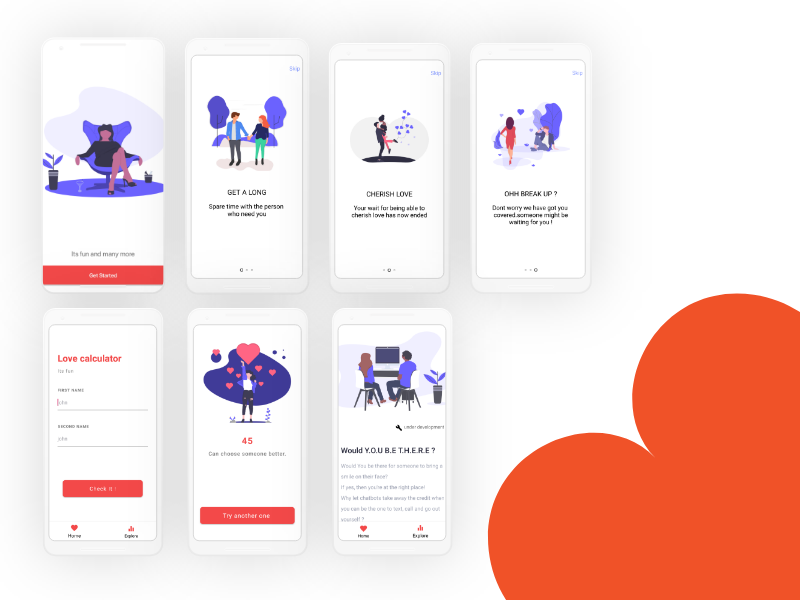 Its fun and many more
Get Started
Skip
GET A LONG
Spare time with the person
who need you
Skip
CHERISH LOVE
Your wait for being able to
cherish love has now ended
Skip
OHH BREAK UP ?
Dont worry we have got you
covered.someone might be
waiting for you !
Love calculator
Its fun
FIRST NAME
john
SECOND NAME
john
Check it !
Home
Explore
45
Can choose someone better.
Try another one
under development
Would Y.O.U B.E T.H.E.R.E ?
Would You be there for someone to bring a
smile on their face?
If yes, then you're at the right place!
Why let chatbots take away the credit when
you can be the one to text, call and go out
yourself ?
Home
Explore